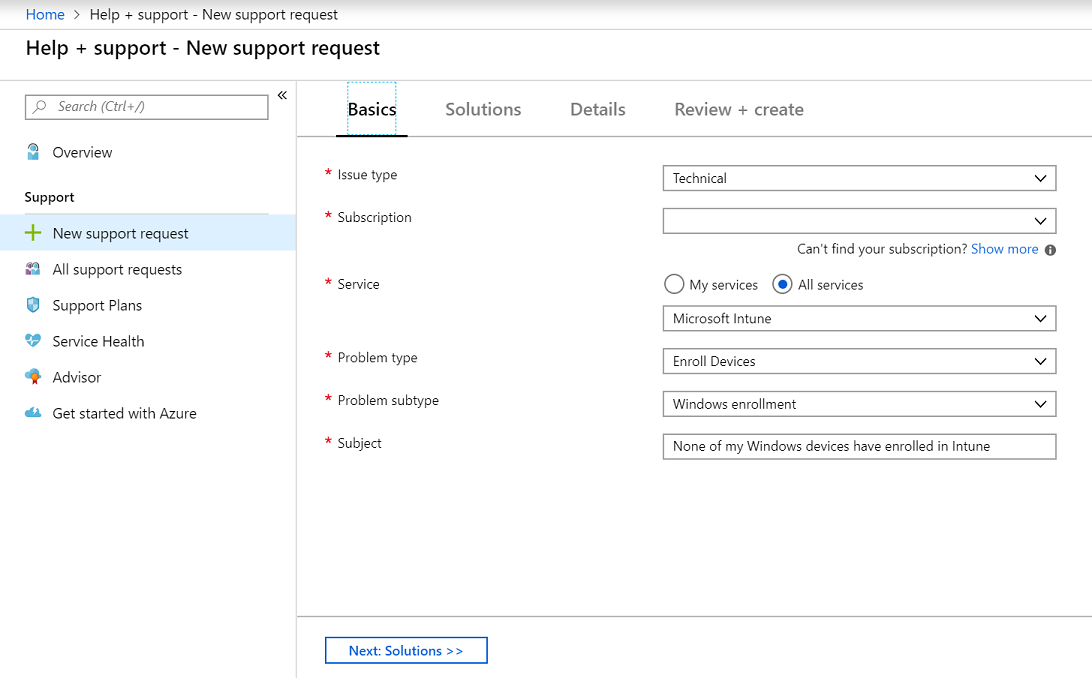 Home > Help + support - New support request
Help + support - New support request
Search (Ctrl+/)
«
Overview
Support
New support request
All support requests
Support Plans
Service Health
Advisor
Get started with Azure
Basics Solutions Details Review + create
* Issue type Technical
* Subscription
Can't find your subscription? Show more
* Service My services All services
Microsoft Intune
* Problem type Enroll Devices
* Problem subtype Windows enrollment
* Subject None of my Windows devices have enrolled in Intune
Next: Solutions >>